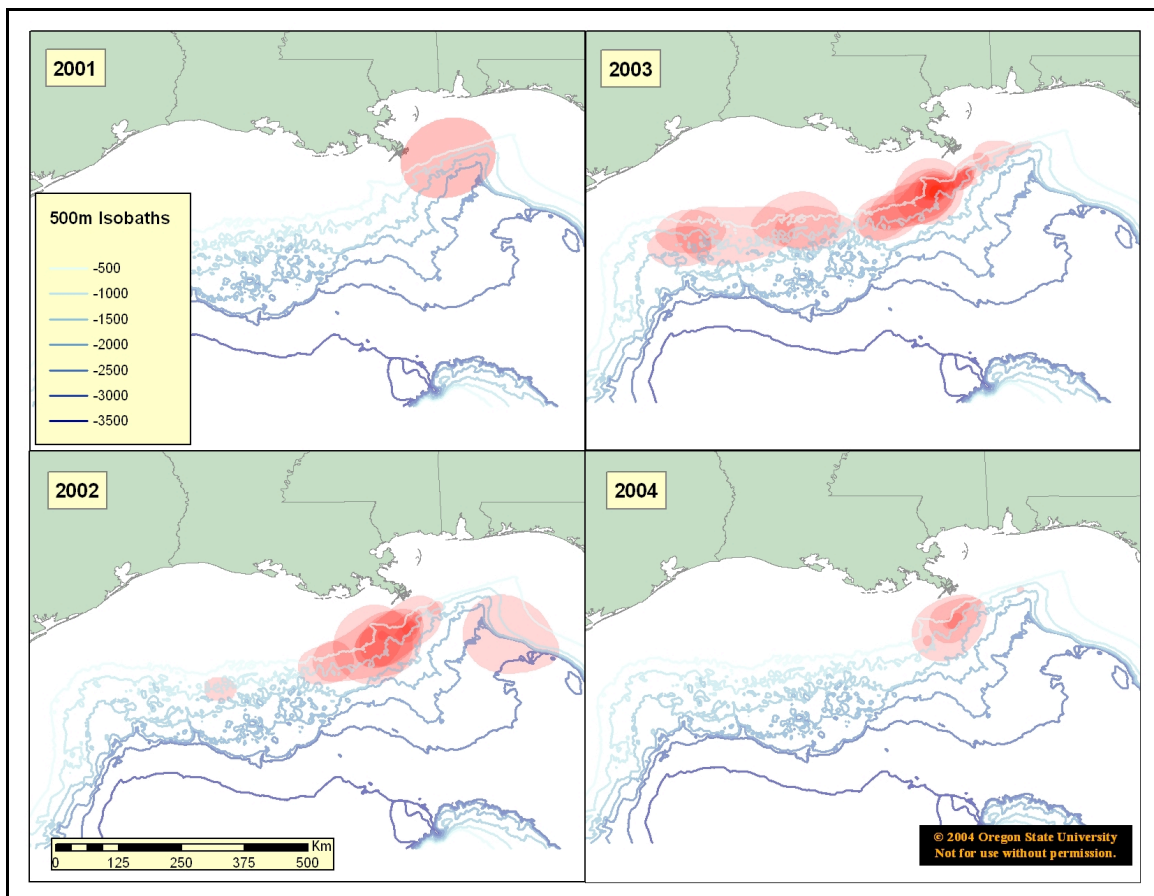 2001
2003
500m Isobaths
-500
-1000
-1500
-2000
-2500
-3000
-3500
2002
2004
Km
0 125 250 375 500
© 2004 Oregon State University
Not for use without permission.